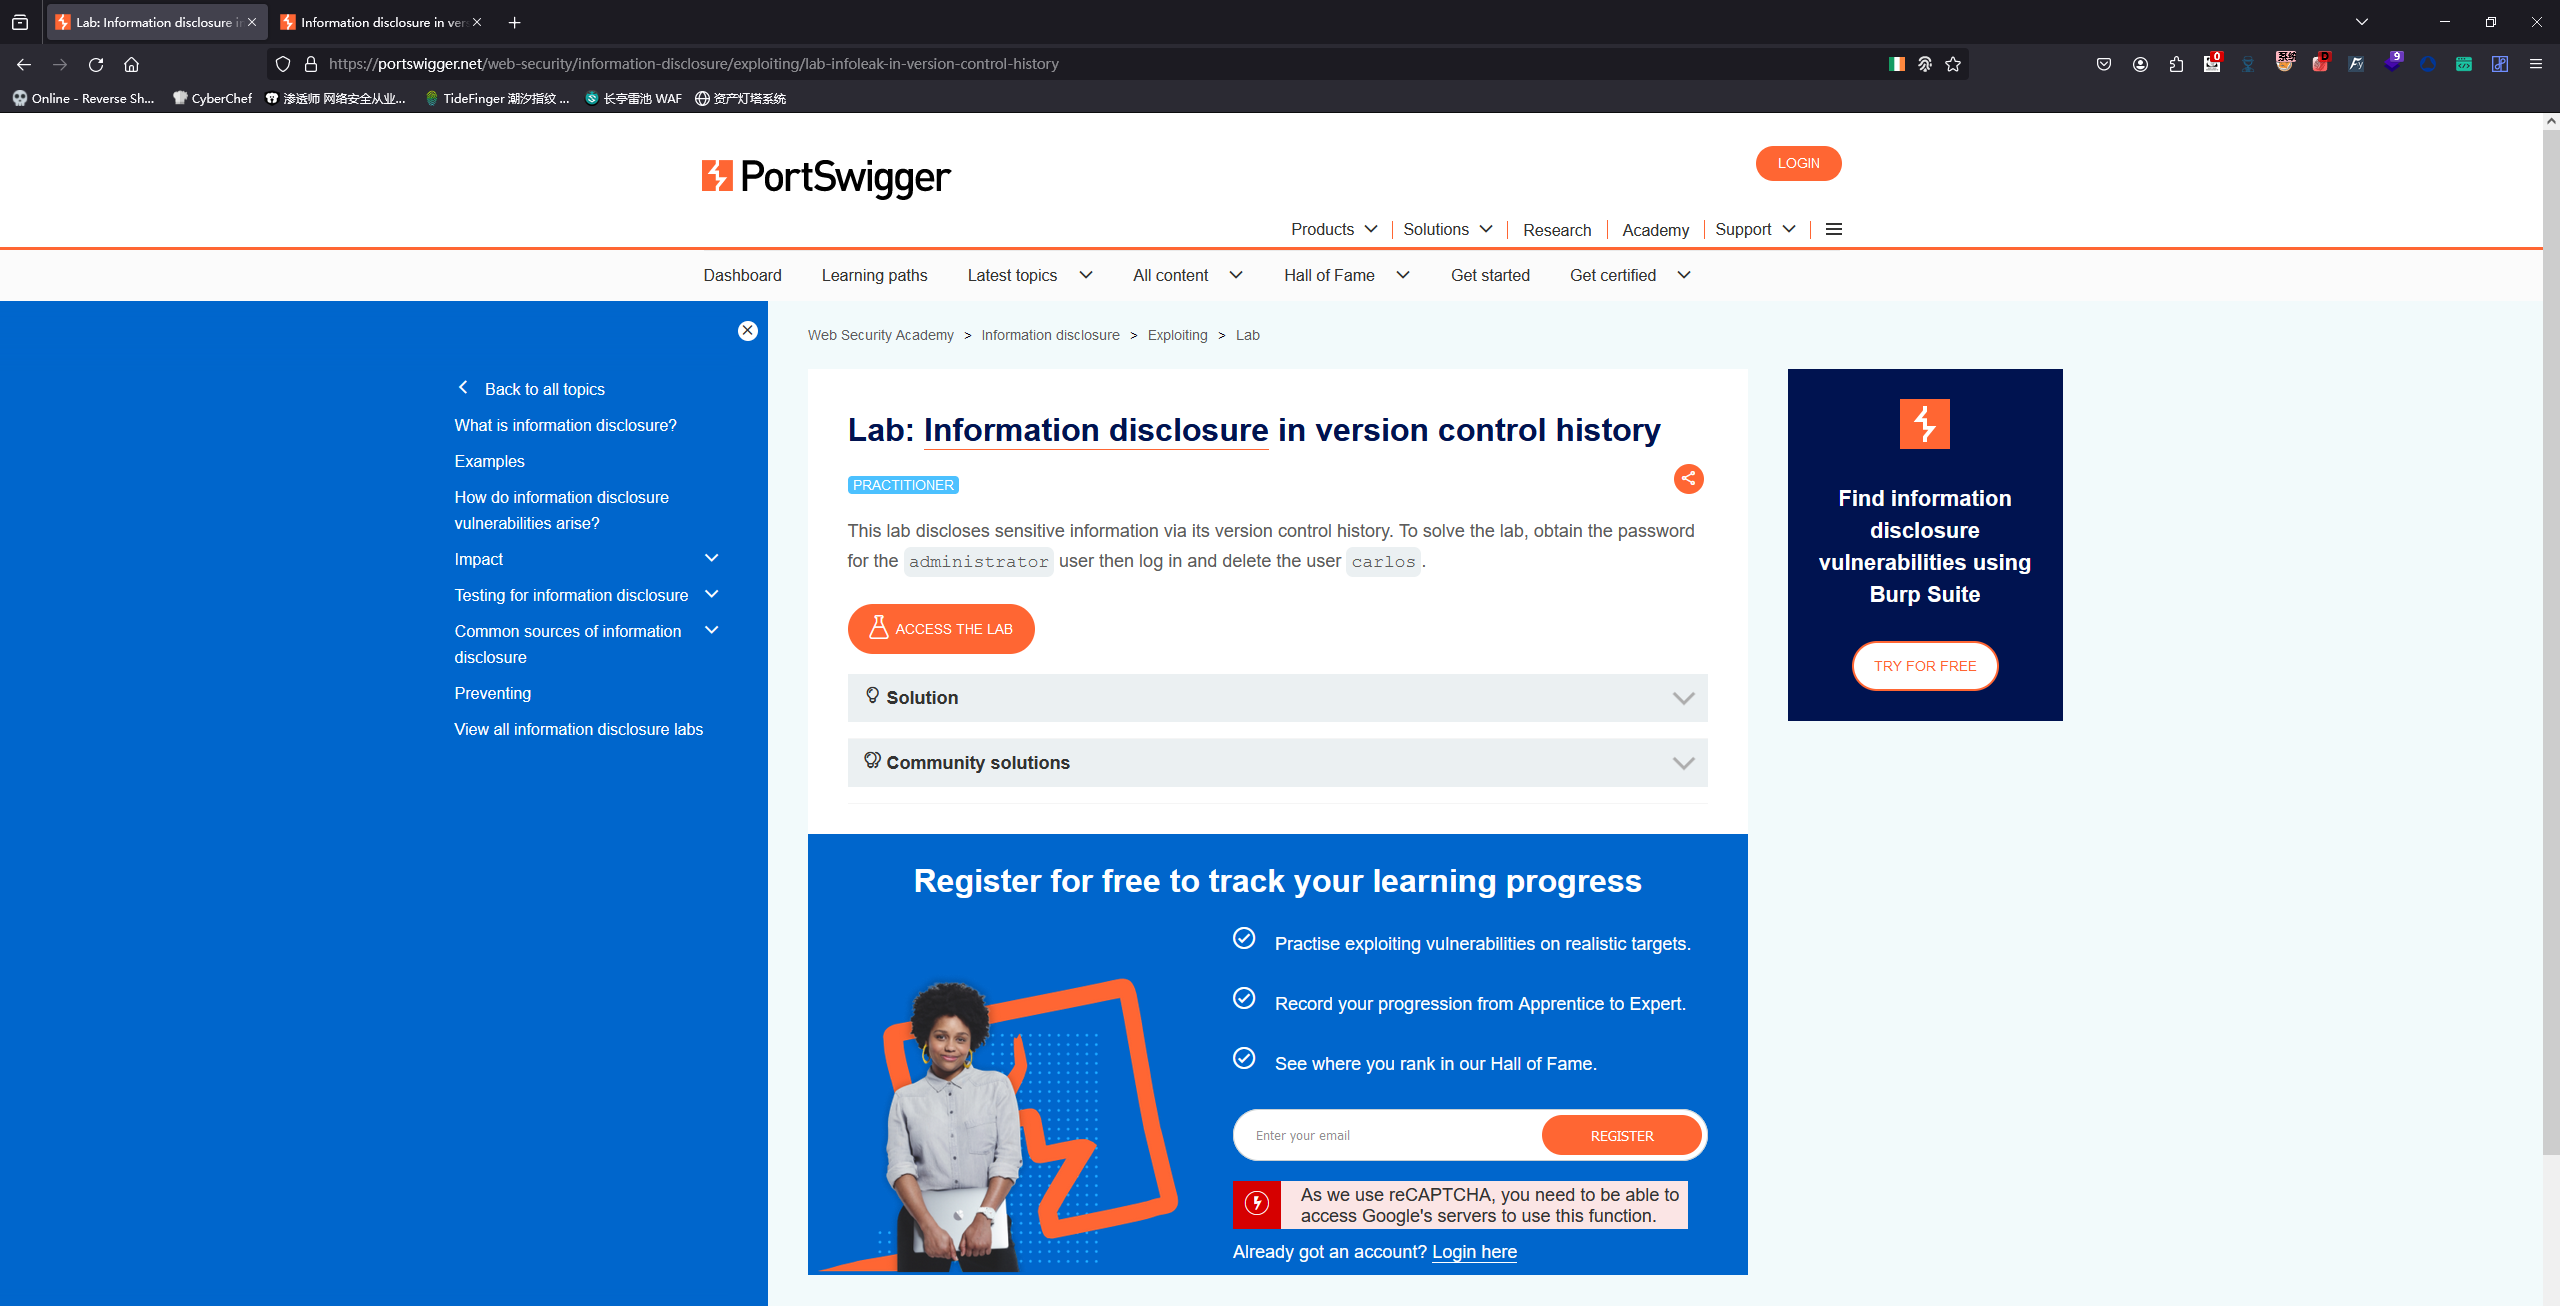 Lab: Information disclosure in
Information disclosure in ver
https://portswigger.net/web-security/information-disclosure/exploiting/lab-infoleak-in-version-control-history
Online - Reverse Sh...
CyberChef
渗透师 网络安全从业...
TideFinger 潮汐指纹 ...
长亭雷池 WAF
资产灯塔系统
PortSwigger
LOGIN
Products
Solutions
Research
Academy
Support
Dashboard
Learning paths
Latest topics
All content
Hall of Fame
Get started
Get certified
Back to all topics
What is information disclosure?
Examples
How do information disclosure
vulnerabilities arise?
Impact
Testing for information disclosure
Common sources of information
disclosure
Preventing
View all information disclosure labs
Web Security Academy > Information disclosure > Exploiting > Lab
Lab: Information disclosure in version control history
PRACTITIONER
This lab discloses sensitive information via its version control history. To solve the lab, obtain the password
for the administrator user then log in and delete the user carlos.
ACCESS THE LAB
Solution
Community solutions
Find information
disclosure
vulnerabilities using
Burp Suite
TRY FOR FREE
Register for free to track your learning progress
Practise exploiting vulnerabilities on realistic targets.
Record your progression from Apprentice to Expert.
See where you rank in our Hall of Fame.
Enter your email
REGISTER
As we use reCAPTCHA, you need to be able to
access Google's servers to use this function.
Already got an account? Login here